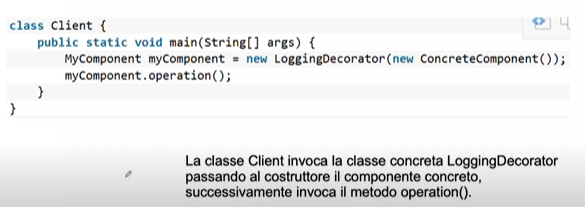 class Client {
public static void main(String[] args) {
MyComponent myComponent = new LoggingDecorator(new ConcreteComponent());
myComponent.operation();
}
}
La classe Client invoca la classe concreta LoggingDecorator
passando al costruttore il componente concreto,
successivamente invoca il metodo operation().